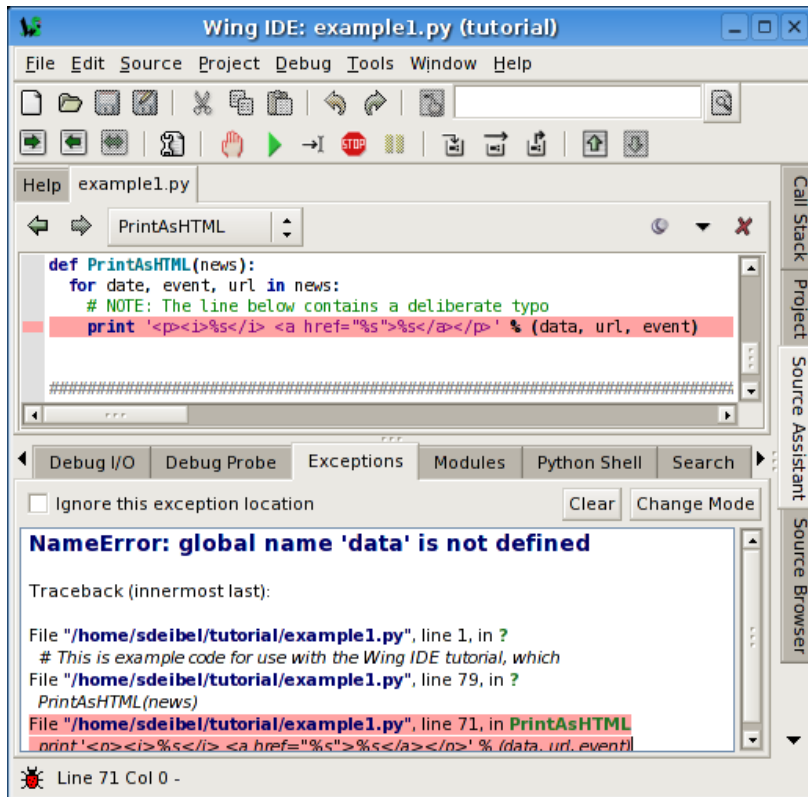 Wing IDE: example1.py (tutorial)
File Edit Source Project Debug Tools Window Help
STOP
Help example1.py
PrintAsHTML
def PrintAsHTML(news):
for date, event, url in news:
# NOTE: The line below contains a deliberate typo
print '<p><i>%s</i> <a href="%s">%s</a></p>' % (data, url, event)
##########################################################################
Call Stack
Project
Source Assistant
Source Browser
Debug I/O Debug Probe Exceptions Modules Python Shell Search
Ignore this exception location Clear Change Mode
NameError: global name 'data' is not defined
Traceback (innermost last):
File "/home/sdeibel/tutorial/example1.py", line 1, in ?
# This is example code for use with the Wing IDE tutorial, which
File "/home/sdeibel/tutorial/example1.py", line 79, in ?
PrintAsHTML(news)
File "/home/sdeibel/tutorial/example1.py", line 71, in PrintAsHTML
print '<p><i>%s</i> <a href="%s">%s</a></p>' % (data, url, event)
Line 71 Col 0 -